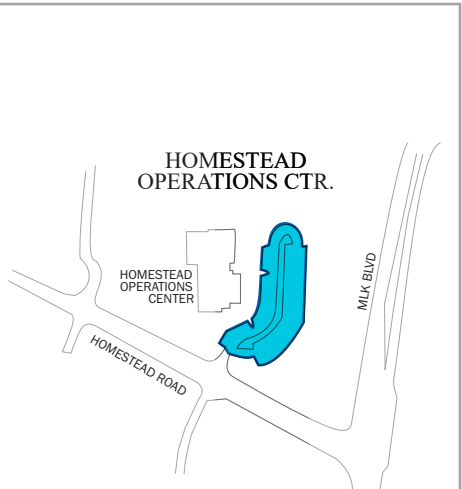 HOMESTEAD
OPERATIONS CTR.
HOMESTEAD
OPERATIONS
CENTER
MLK BLVD
HOMESTEAD ROAD